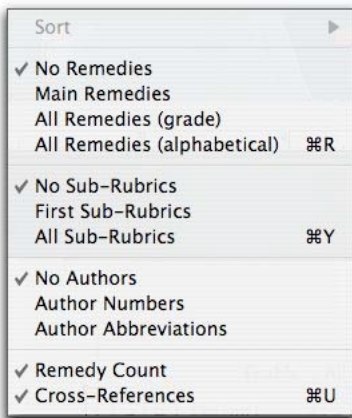 Sort
✓ No Remedies
Main Remedies
All Remedies (grade)
All Remedies (alphabetical) ⌘R
✓ No Sub-Rubrics
First Sub-Rubrics
All Sub-Rubrics ⌘Y
✓ No Authors
Author Numbers
Author Abbreviations
✓ Remedy Count
✓ Cross-References ⌘U